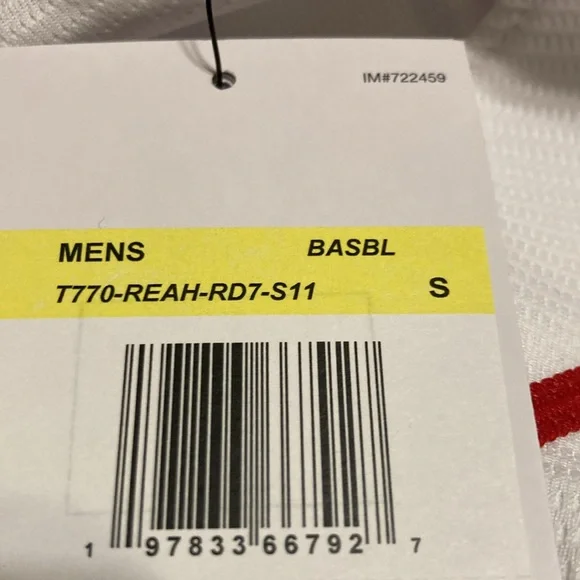 IM#722459
MENS BASBL
T770-REAH-RD7-S11 S
1 97833 66792 7